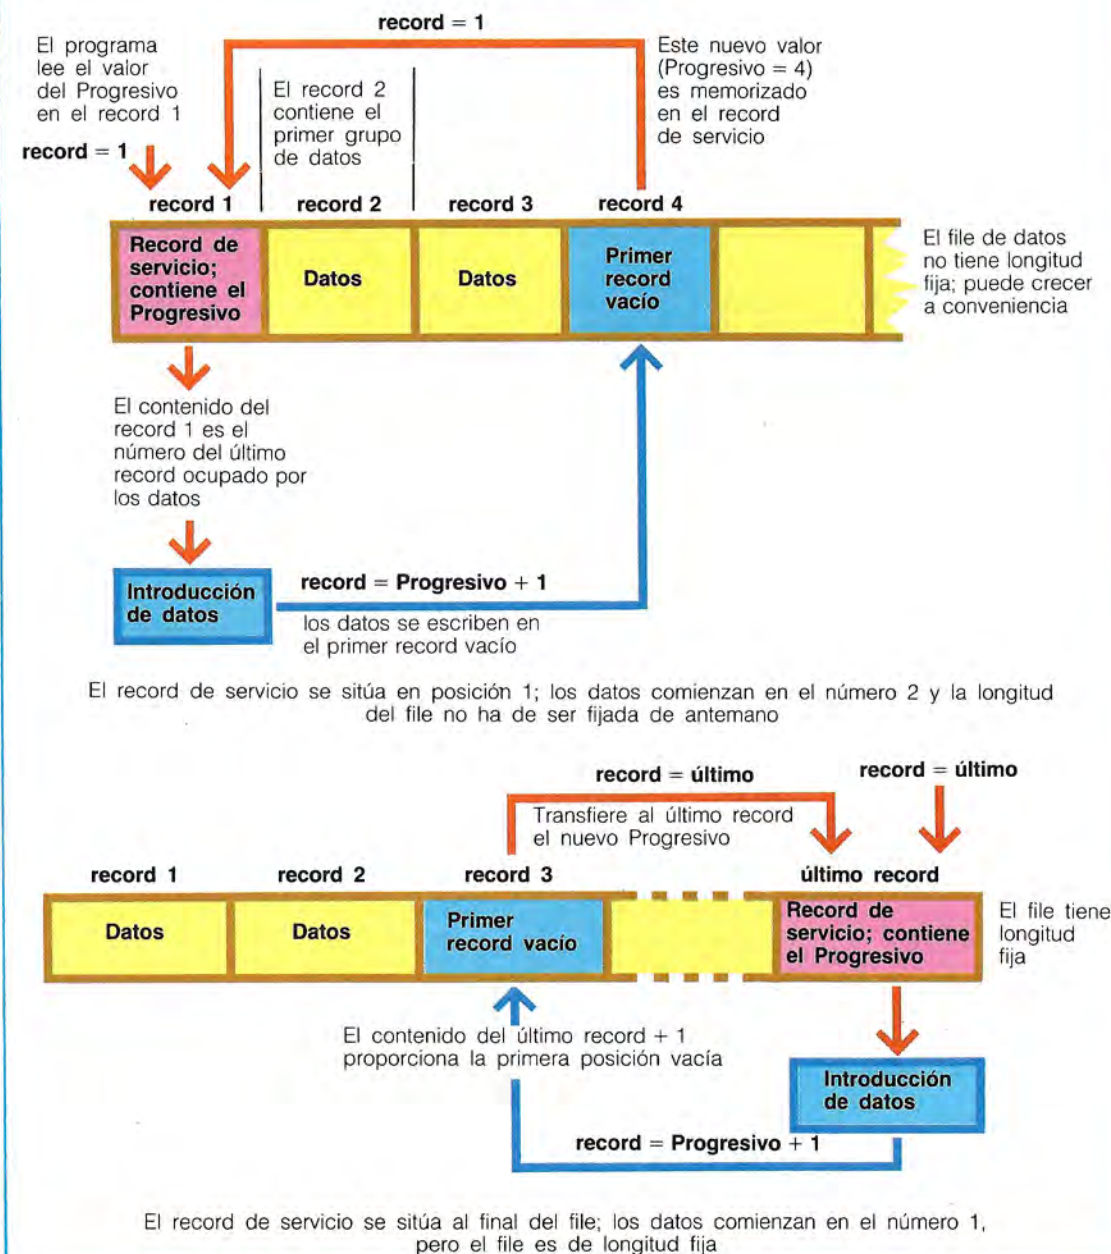 record = 1
El programa
lee el valor
del Progresivo
en el record 1
record = 1
El record 2
contiene el
primer grupo
de datos
Este nuevo valor
(Progresivo = 4)
es memorizado
en el record
de servicio
record 1
record 2
record 3
record 4
Record de
servicio;
contiene el
Progresivo
Datos
Datos
Primer
record
vacío
El file de datos
no tiene longitud
fija; puede crecer
a conveniencia
El contenido del
record 1 es el
número del último
record ocupado por
los datos
Introducción
de datos
record = Progresivo + 1
los datos se escriben en
el primer record vacío
El record de servicio se sitúa en posición 1; los datos comienzan en el número 2 y la longitud
del file no ha de ser fijada de antemano
record = último
record = último
Transfiere al último record
el nuevo Progresivo
record 1
record 2
record 3
último record
Datos
Datos
Primer
record vacío
Record de
servicio; contiene
el Progresivo
El file tiene
longitud
fija
El contenido del último record + 1
proporciona la primera posición vacía
Introducción
de datos
record = Progresivo + 1
El record de servicio se sitúa al final del file; los datos comienzan en el número 1,
pero el file es de longitud fija